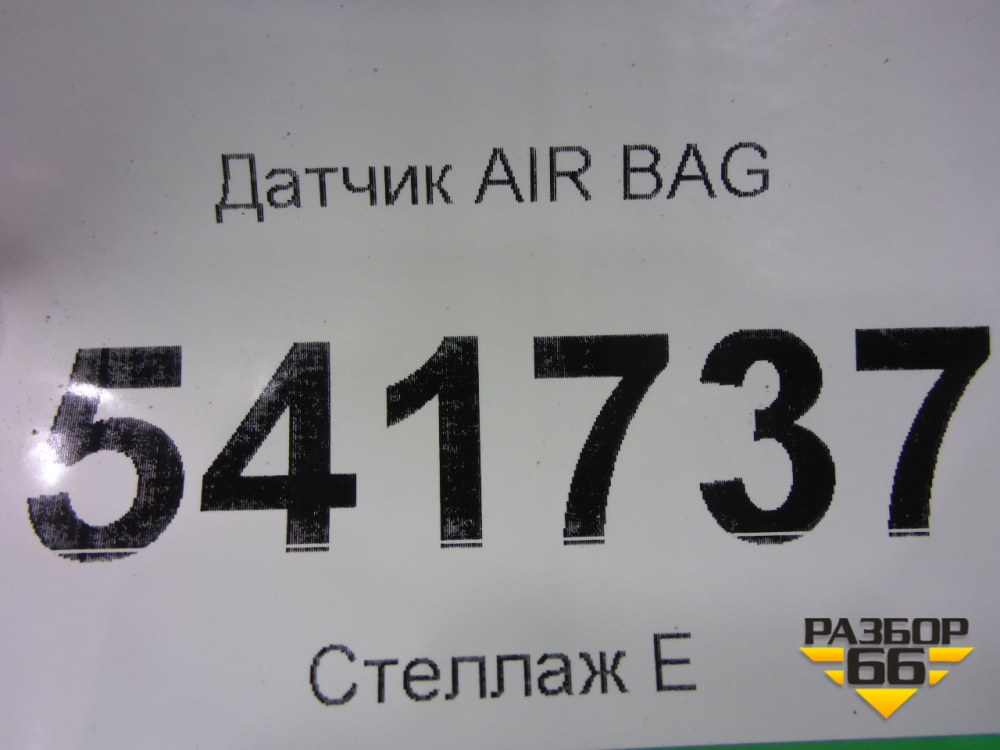 Датчик AIR BAG
541737
Стеллаж Е
РАЗБОР
66